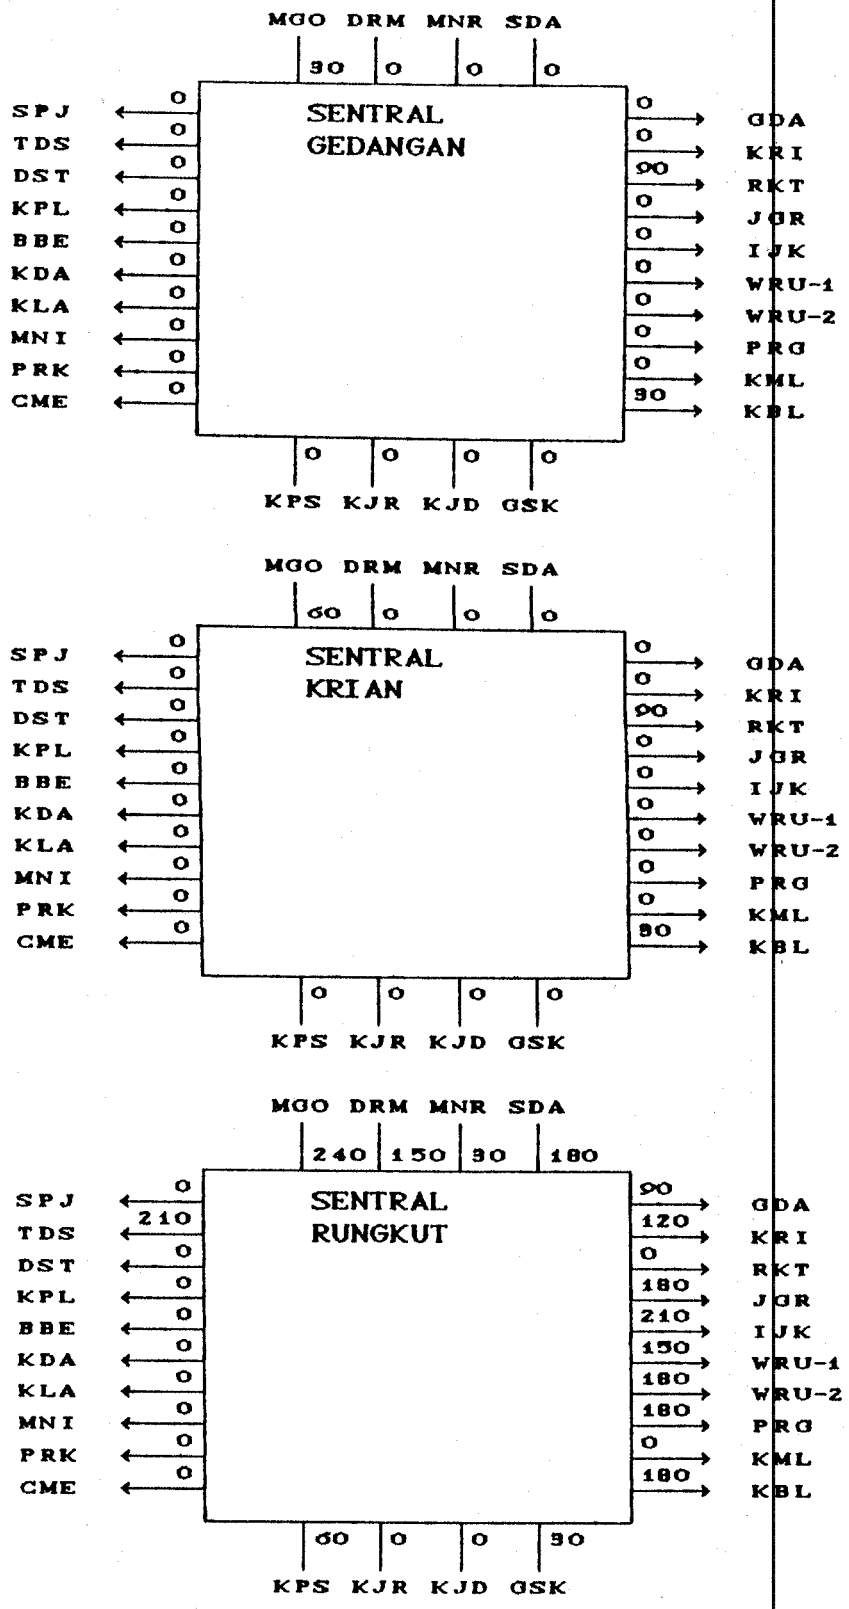 MGO DRM MNR SDA
30 0 0 0
SENTRAL
GEDANGAN
0
SPJ
0
TDS
0
DST
0
KPL
0
BBE
0
KDA
0
KLA
0
MNI
0
PRK
0
CME
0
GDA
0
KRI
90
RKT
0
JGR
0
IJK
0
WRU-1
0
WRU-2
0
PRG
0
KML
30
KBL
0 0 0 0
KPS KJR KJD GSK
MGO DRM MNR SDA
60 0 0 0
SENTRAL
KRIAN
0
SPJ
0
TDS
0
DST
0
KPL
0
BBE
0
KDA
0
KLA
0
MNI
0
PRK
0
CME
0
GDA
0
KRI
90
RKT
0
JGR
0
IJK
0
WRU-1
0
WRU-2
0
PRG
0
KML
30
KBL
0 0 0 0
KPS KJR KJD GSK
MGO DRM MNR SDA
240 150 30 180
SENTRAL
RUNGKUT
0
SPJ
210
TDS
0
DST
0
KPL
0
BBE
0
KDA
0
KLA
0
MNI
0
PRK
0
CME
90
GDA
120
KRI
0
RKT
180
JGR
210
IJK
150
WRU-1
180
WRU-2
180
PRG
0
KML
180
KBL
60 0 0 30
KPS KJR KJD GSK